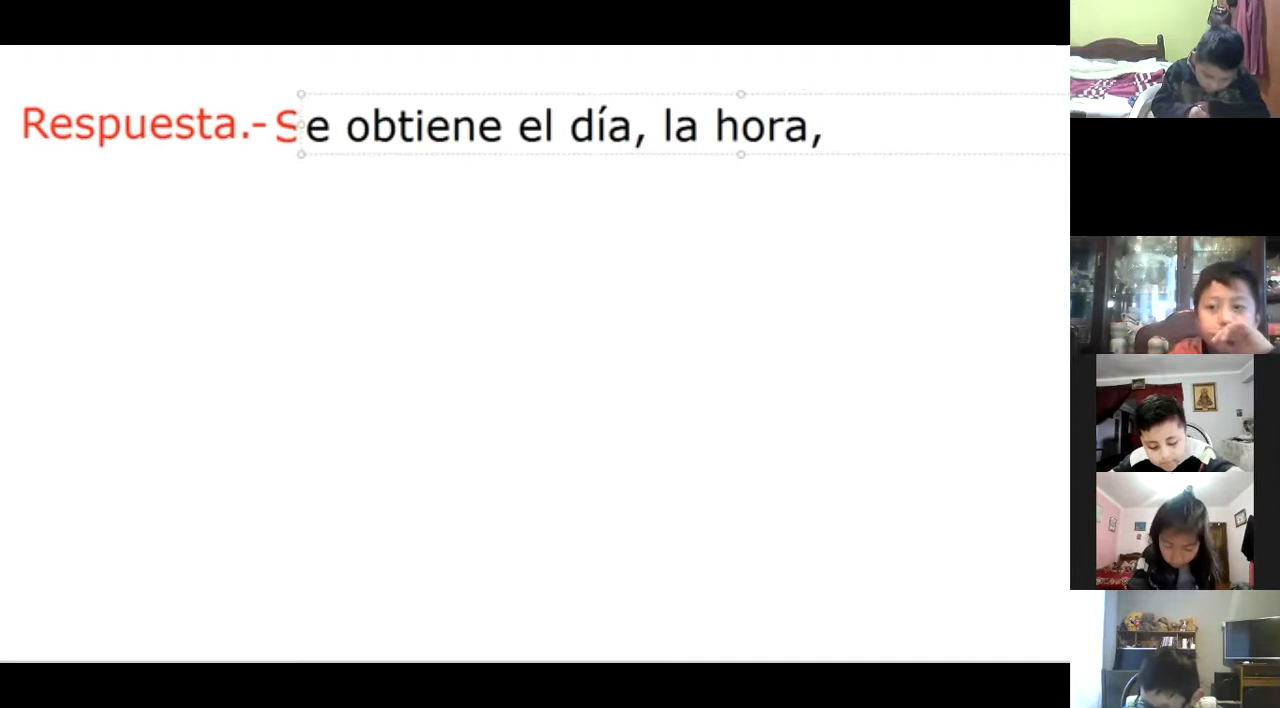 Respuesta.- Se obtiene el día, la hora,